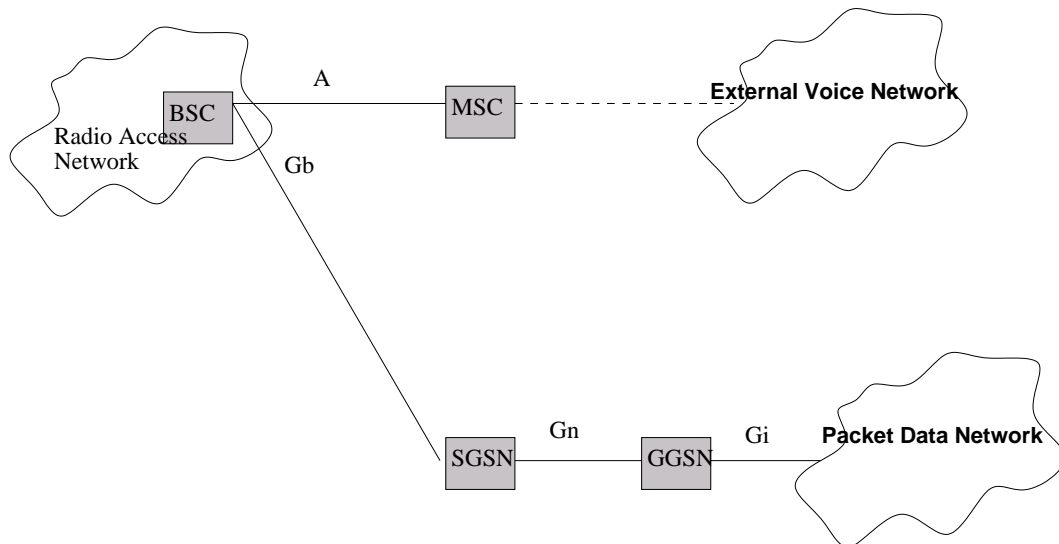 A
External Voice Network
BSC
MSC
Radio Access
Network
Gb
Gn
Gi
Packet Data Network
SGSN
GGSN